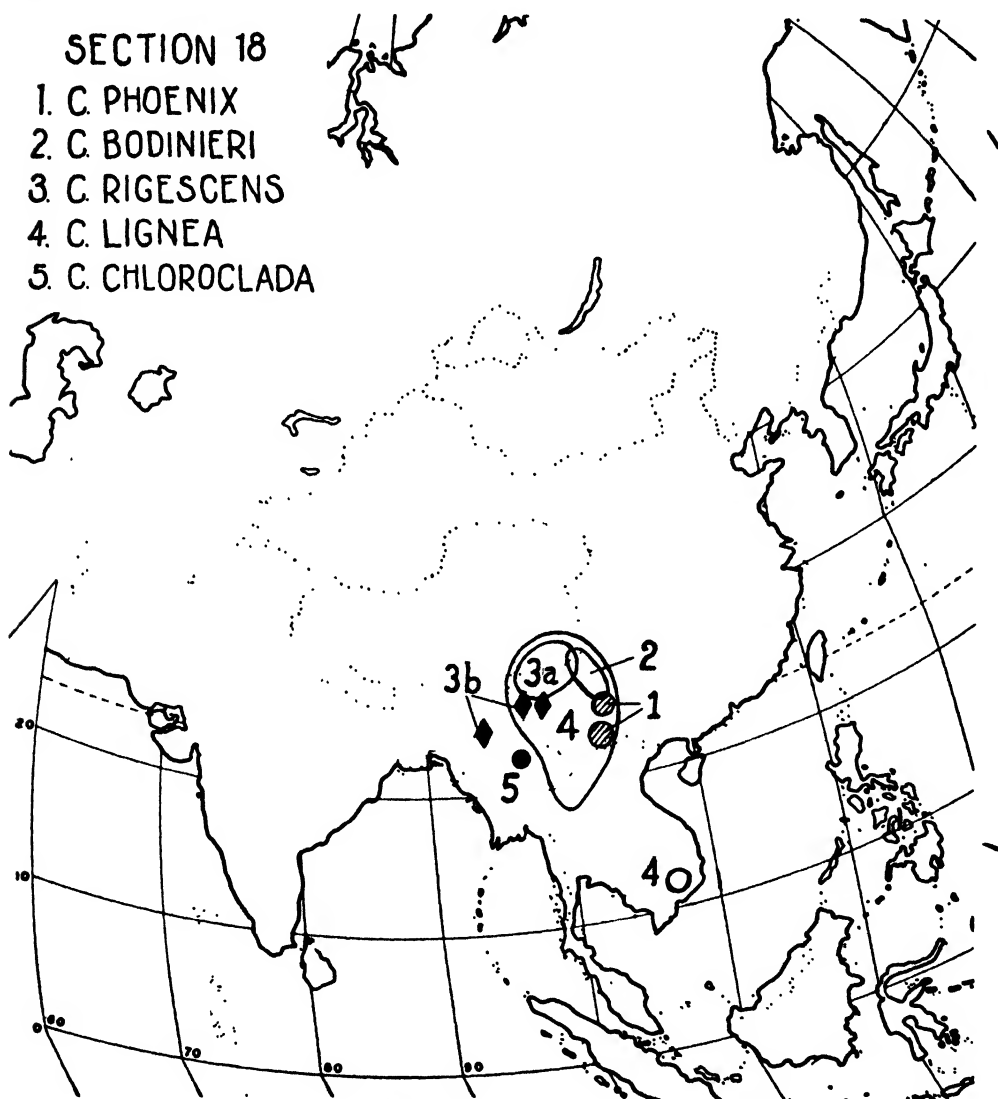 SECTION 18
1. C. PHOENIX
2. C. BODINIERI
3. C. RIGESCENS
4. C. LIGNEA
5. C. CHLOROCLADA
2
3a
3b
1
4
5
4
20
10
0
60
70
80
90